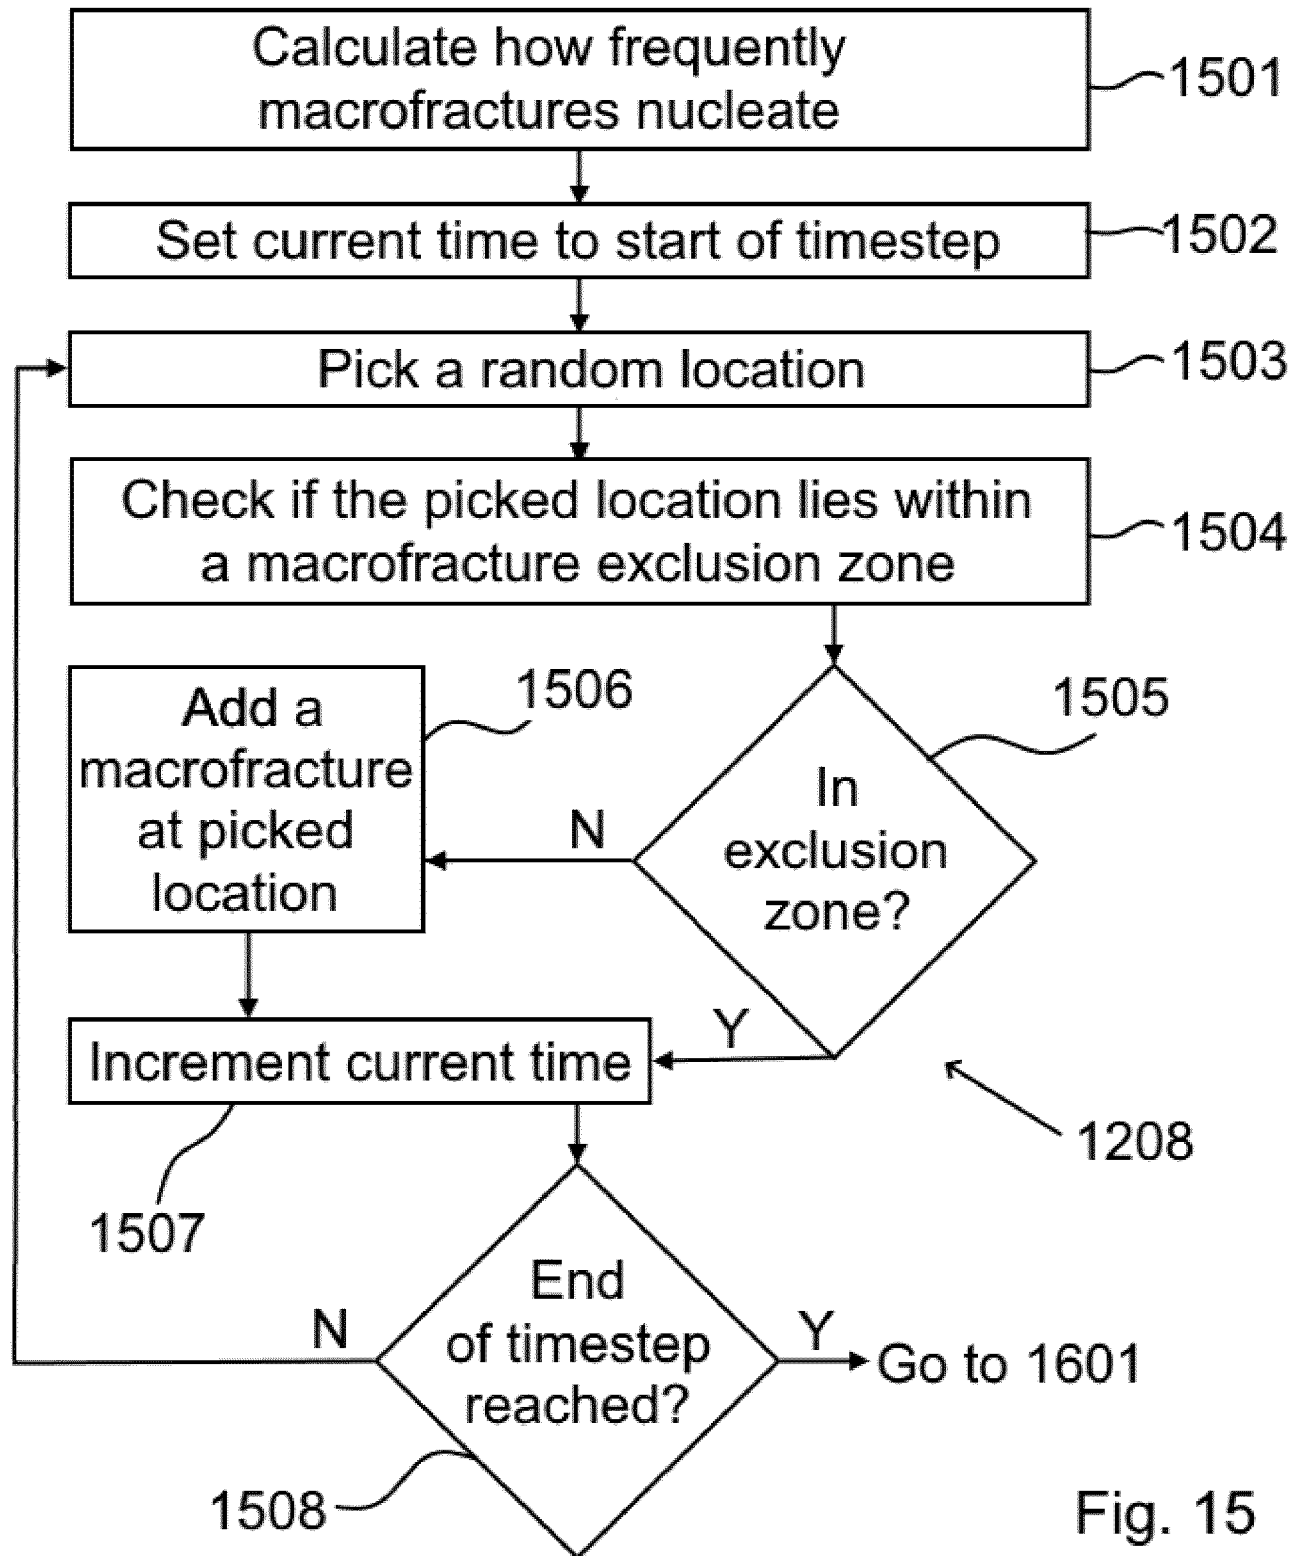 Calculate how frequently
macrofractures nucleate
1501
Set current time to start of timestep
1502
Pick a random location
1503
Check if the picked location lies within
a macrofracture exclusion zone
1504
Add a
macrofracture
at picked
location
1506
1505
In
exclusion
zone?
N
Y
Increment current time
1208
1507
End
of timestep
reached?
N
Y
Go to 1601
1508
Fig. 15